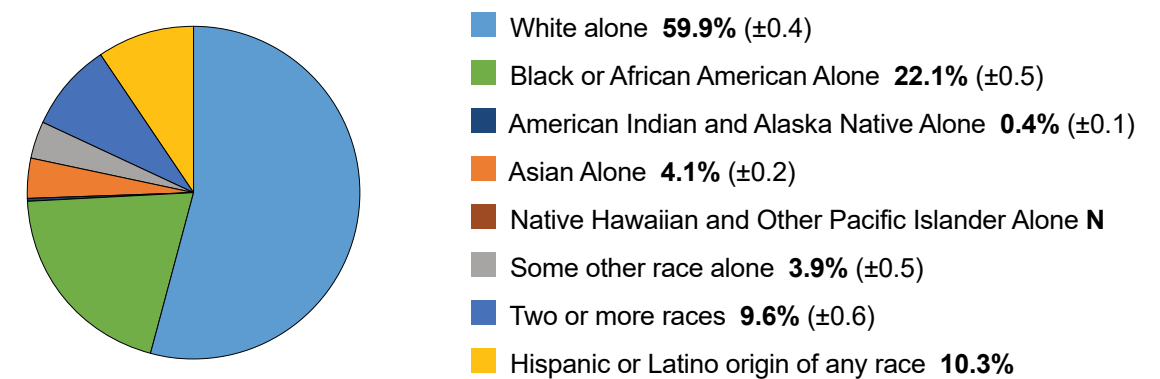 White alone 59.9% (±0.4)
Black or African American Alone 22.1% (±0.5)
American Indian and Alaska Native Alone 0.4% (±0.1)
Asian Alone 4.1% (±0.2)
Native Hawaiian and Other Pacific Islander Alone N
Some other race alone 3.9% (±0.5)
Two or more races 9.6% (±0.6)
Hispanic or Latino origin of any race 10.3%